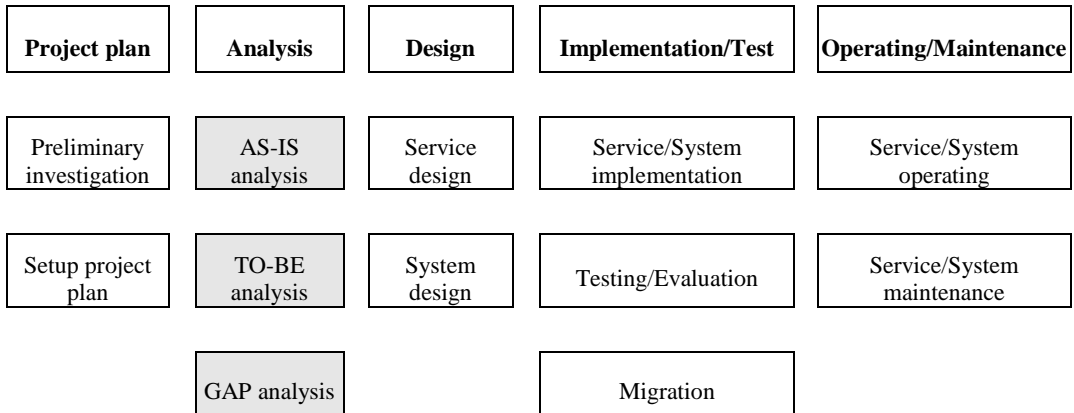 Project plan
Analysis
Design
Implementation/Test
Operating/Maintenance
Preliminary
investigation
AS-IS
analysis
Service
design
Service/System
implementation
Service/System
operating
Setup project
plan
TO-BE
analysis
System
design
Testing/Evaluation
Service/System
maintenance
GAP analysis
Migration